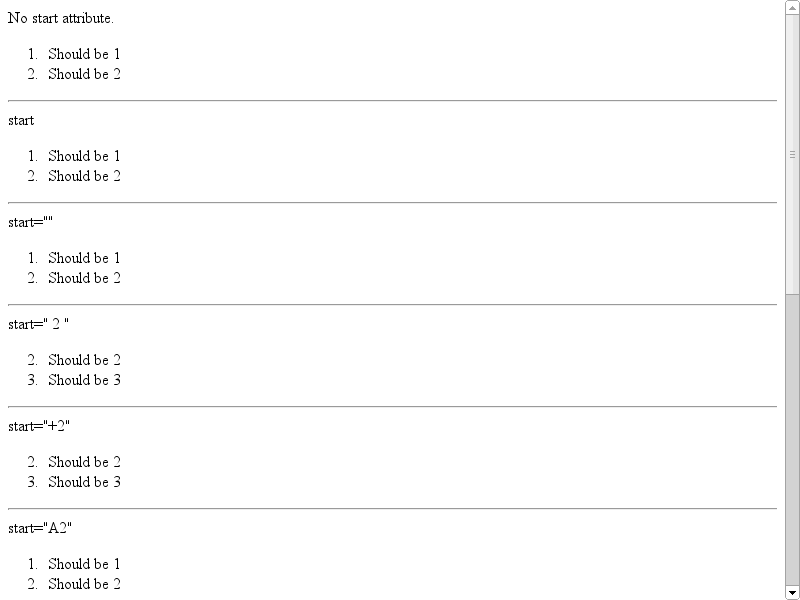 No start attribute.
1. Should be 1
2. Should be 2
start
1. Should be 1
2. Should be 2
start=""
1. Should be 1
2. Should be 2
start=" 2 "
2. Should be 2
3. Should be 3
start="+2"
2. Should be 2
3. Should be 3
start="A2"
1. Should be 1
2. Should be 2